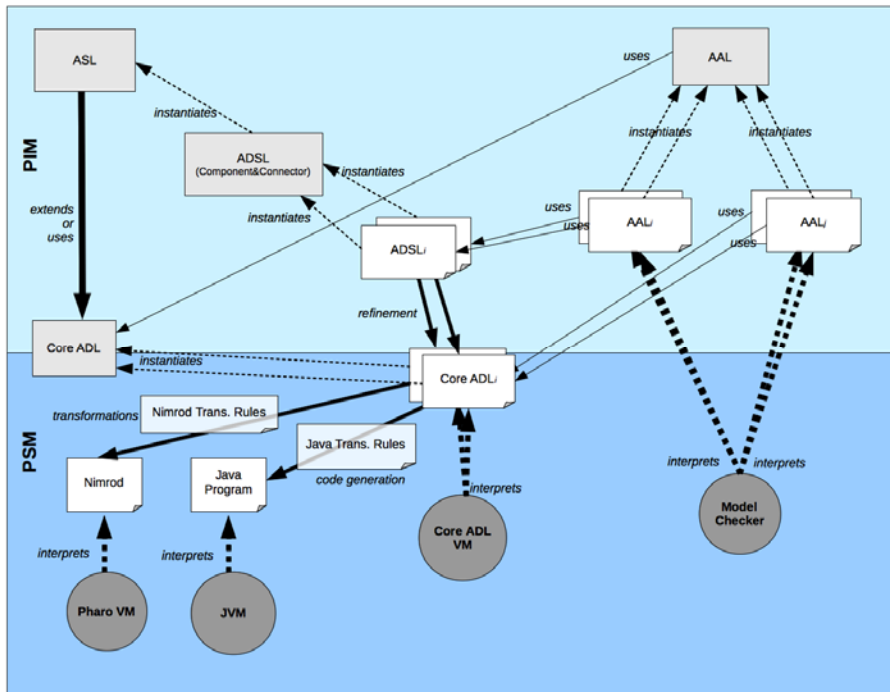 ASL
uses
AAL
instantiates
PIM
ADSL
(Component&Connector)
instantiates
instantiates
instantiates
instantiates
extends
or
uses
uses
uses
ADSLi
AALi
uses
uses
AALj
refinement
Core ADL
instantiates
Core ADLi
PSM
transformations
Nimrod Trans. Rules
Java Trans. Rules
code generation
Nimrod
Java
Program
interprets
interprets
interprets
Core ADL
VM
Model
Checker
interprets
interprets
Pharo VM
JVM